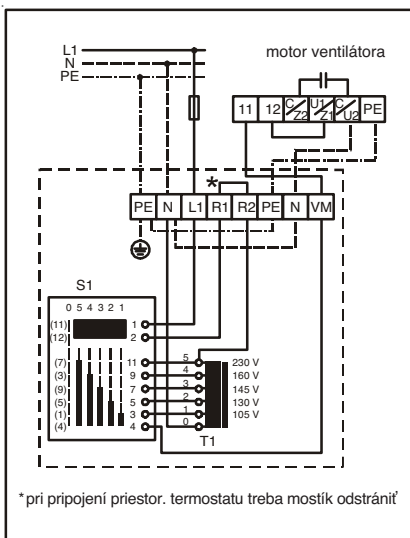 L1
N
PE
motor ventilátora
11 12 C/Z2 U1/Z1 C/U2 PE
*
PE N L1 R1 R2 PE N VM
S1
0 5 4 3 2 1
(11) 1
(12) 2
(7) 11 5 230 V
(3) 9 4 160 V
(9) 7 3 145 V
(5) 5 2 130 V
(1) 3 1 105 V
(4) 4 0
T1
*pri pripojení priestor. termostatu treba mostík odstrániť